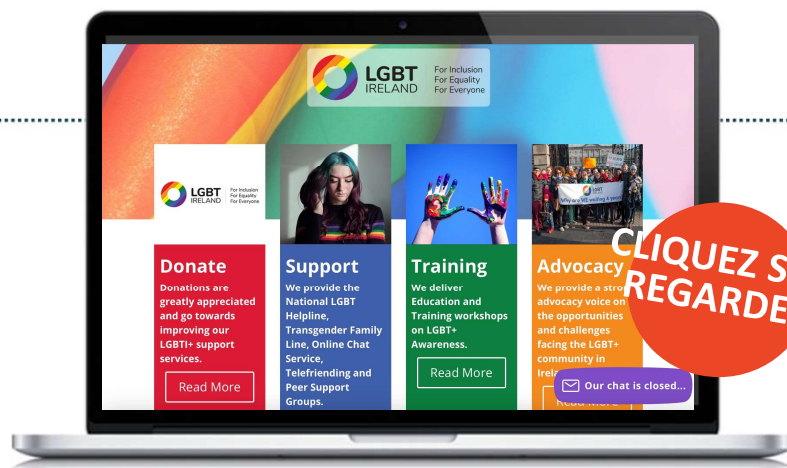 LGBT
IRELAND
For Inclusion
For Equality
For Everyone
LGBT
IRELAND
For Inclusion
For Equality
For Everyone
Donate
Donations are
greatly appreciated
and go towards
improving our
LGBTI+ support
services.
Read More
Support
We provide the
National LGBT
Helpline,
Transgender Family
Line, Online Chat
Service,
Telefriending and
Peer Support
Groups.
Training
We deliver
Education and
Training workshops
on LGBT+
Awareness.
Read More
LGBT
Advocacy
We provide a
advocacy voice on
the opportunities
and challenges
facing the LGBT+
community in
Read More
Our chat is closed...
CLIQUEZ S
REGARDE